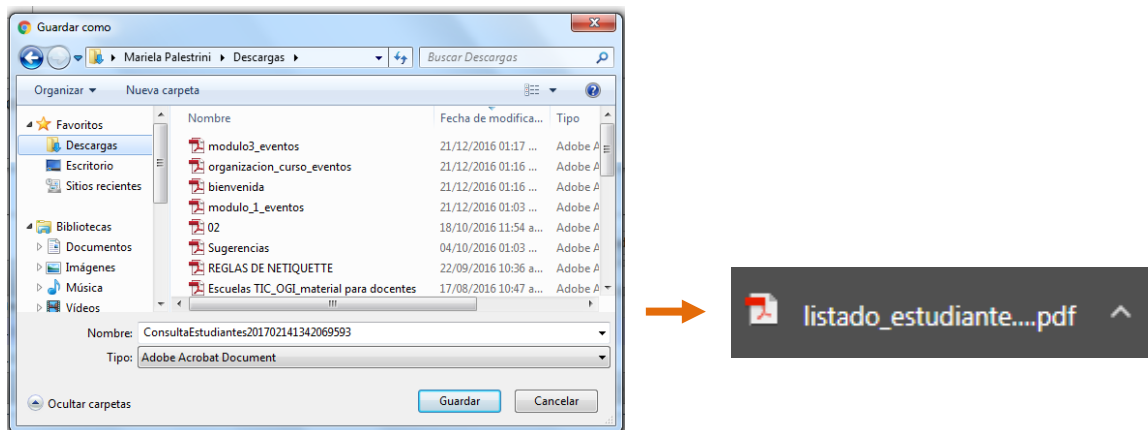 Guardar como
Mariela Palestrini ▸ Descargas ▸
Buscar Descargas
Organizar
Nueva carpeta
Nombre
Fecha de modifica...
Tipo
Favoritos
Descargas
Escritorio
Sitios recientes
Bibliotecas
Documentos
Imágenes
Música
Vídeos
modulo3_eventos 21/12/2016 01:17 ... Adobe A
organizacion_curso_eventos 21/12/2016 01:16 ... Adobe A
bienvenida 21/12/2016 01:16 ... Adobe A
modulo_1_eventos 21/12/2016 01:03 ... Adobe A
02 18/10/2016 11:54 a... Adobe A
Sugerencias 04/10/2016 01:03 ... Adobe A
REGLAS DE NETIQUETTE 22/09/2016 10:36 a... Adobe A
Escuelas TIC_OGI_material para docentes 17/08/2016 10:47 a... Adobe A
Nombre: ConsultaEstudiantes201702141342069593
Tipo: Adobe Acrobat Document
Ocultar carpetas
Guardar
Cancelar
listado_estudiante....pdf